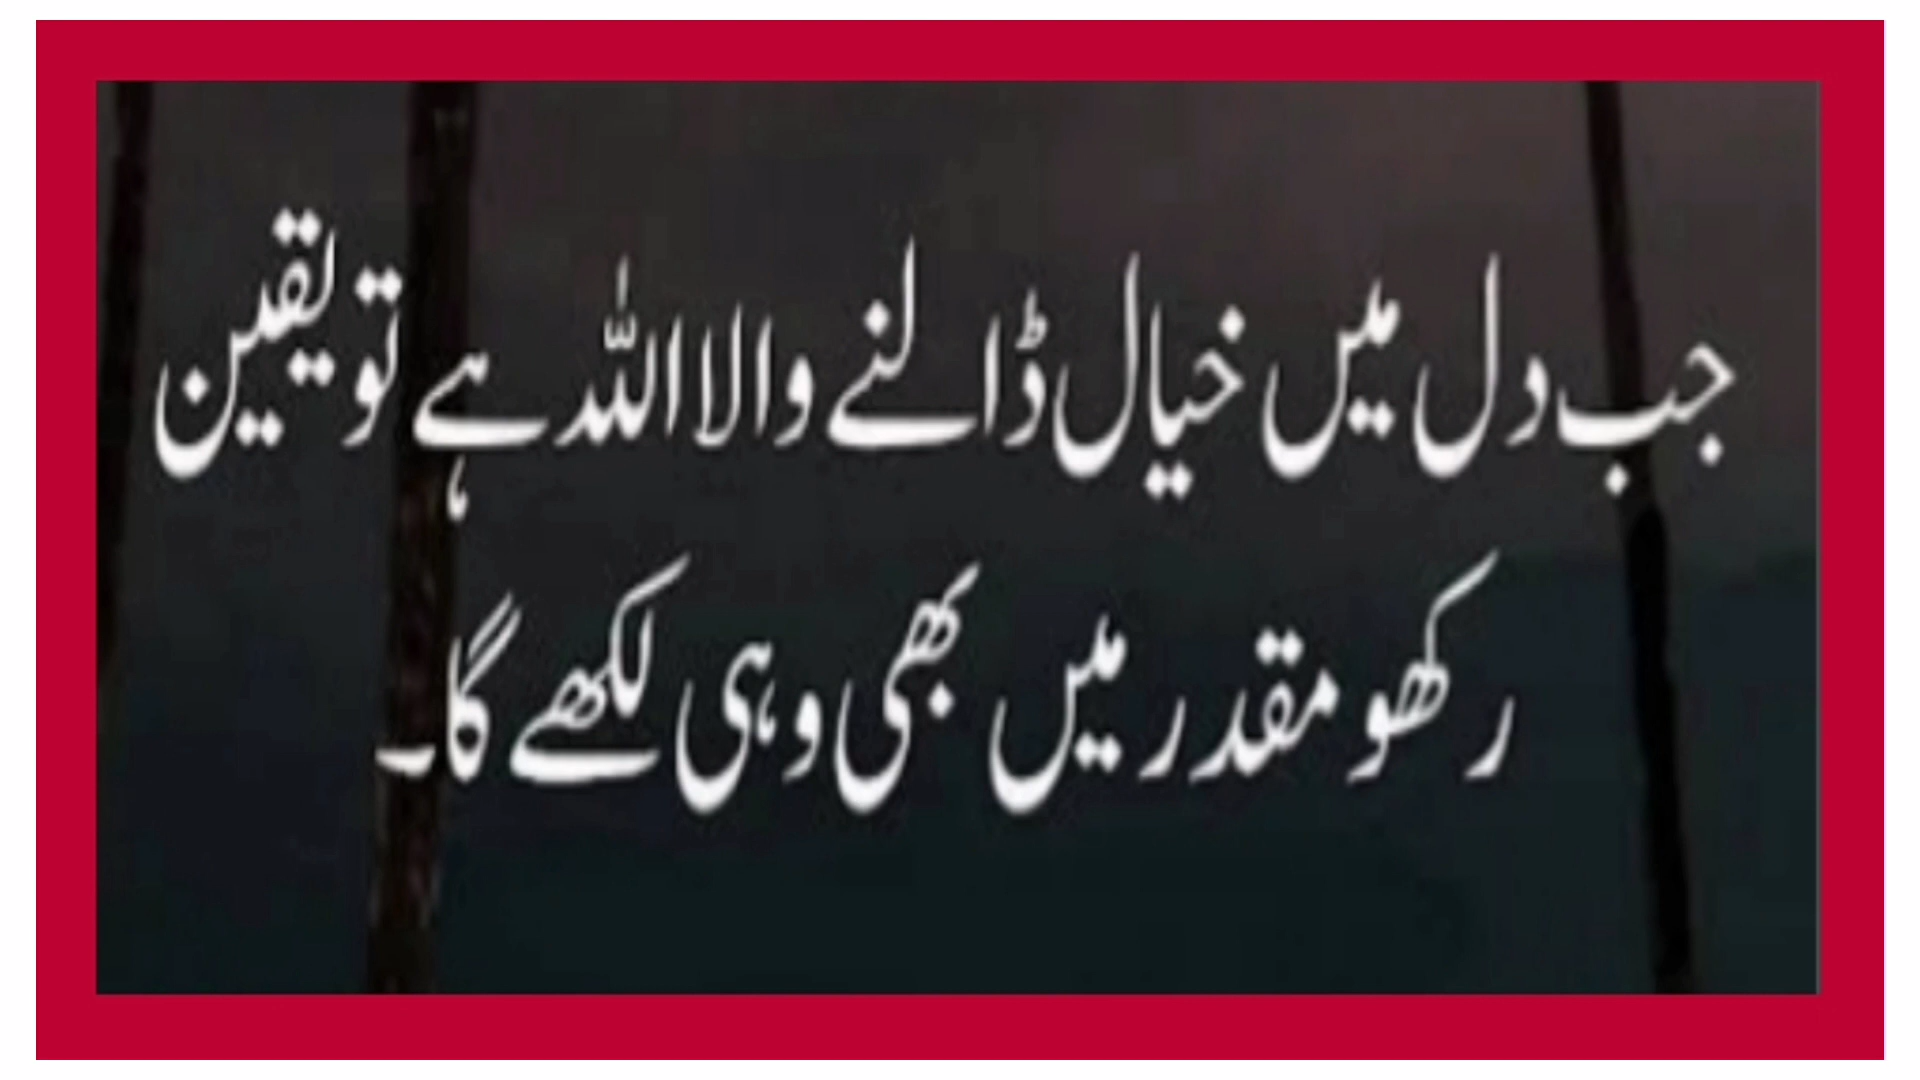 جب دل میں خیال ڈالنے والا اللہ ہے تو یقین
رکھو مقدر میں بھی وہی لکھے گا۔